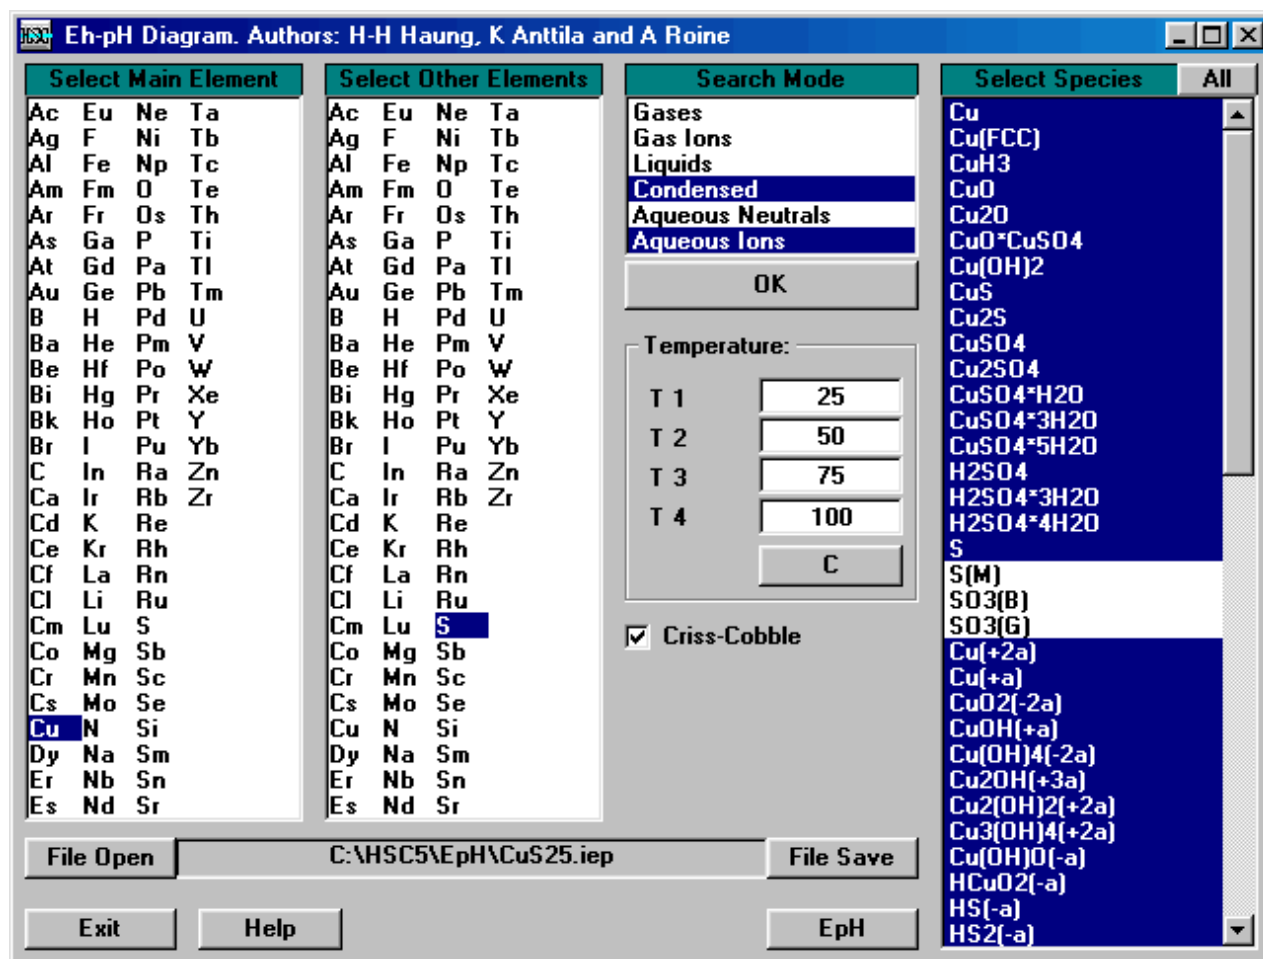 HSC Eh-pH Diagram. Authors: H-H Haung, K Anttila and A Roine
Select Main Element
Ac Eu Ne Ta
Ag F Ni Tb
Al Fe Np Tc
Am Fm O Te
Ar Fr Os Th
As Ga P Ti
At Gd Pa Tl
Au Ge Pb Tm
B H Pd U
Ba He Pm V
Be Hf Po W
Bi Hg Pr Xe
Bk Ho Pt Y
Br I Pu Yb
C In Ra Zn
Ca Ir Rb Zr
Cd K Re
Ce Kr Rh
Cf La Rn
Cl Li Ru
Cm Lu S
Co Mg Sb
Cr Mn Sc
Cs Mo Se
Cu N Si
Dy Na Sm
Er Nb Sn
Es Nd Sr
Select Other Elements
Ac Eu Ne Ta
Ag F Ni Tb
Al Fe Np Tc
Am Fm O Te
Ar Fr Os Th
As Ga P Ti
At Gd Pa Tl
Au Ge Pb Tm
B H Pd U
Ba He Pm V
Be Hf Po W
Bi Hg Pr Xe
Bk Ho Pt Y
Br I Pu Yb
C In Ra Zn
Ca Ir Rb Zr
Cd K Re
Ce Kr Rh
Cf La Rn
Cl Li Ru
Cm Lu S
Co Mg Sb
Cr Mn Sc
Cs Mo Se
Cu N Si
Dy Na Sm
Er Nb Sn
Es Nd Sr
Search Mode
Gases
Gas Ions
Liquids
Condensed
Aqueous Neutrals
Aqueous Ions
OK
Temperature:
T 1 25
T 2 50
T 3 75
T 4 100
C
Criss-Cobble
Select Species All
Cu
Cu(FCC)
CuH3
CuO
Cu2O
CuO*CuSO4
Cu(OH)2
CuS
Cu2S
CuSO4
Cu2SO4
CuSO4*H2O
CuSO4*3H2O
CuSO4*5H2O
H2SO4
H2SO4*3H2O
H2SO4*4H2O
S
S(M)
SO3(B)
SO3(G)
Cu(+2a)
Cu(+a)
CuO2(-2a)
CuOH(+a)
Cu(OH)4(-2a)
Cu2OH(+3a)
Cu2(OH)2(+2a)
Cu3(OH)4(+2a)
Cu(OH)O(-a)
HCuO2(-a)
HS(-a)
HS2(-a)
File Open C:\HSC5\EpH\CuS25.iep File Save
Exit Help EpH